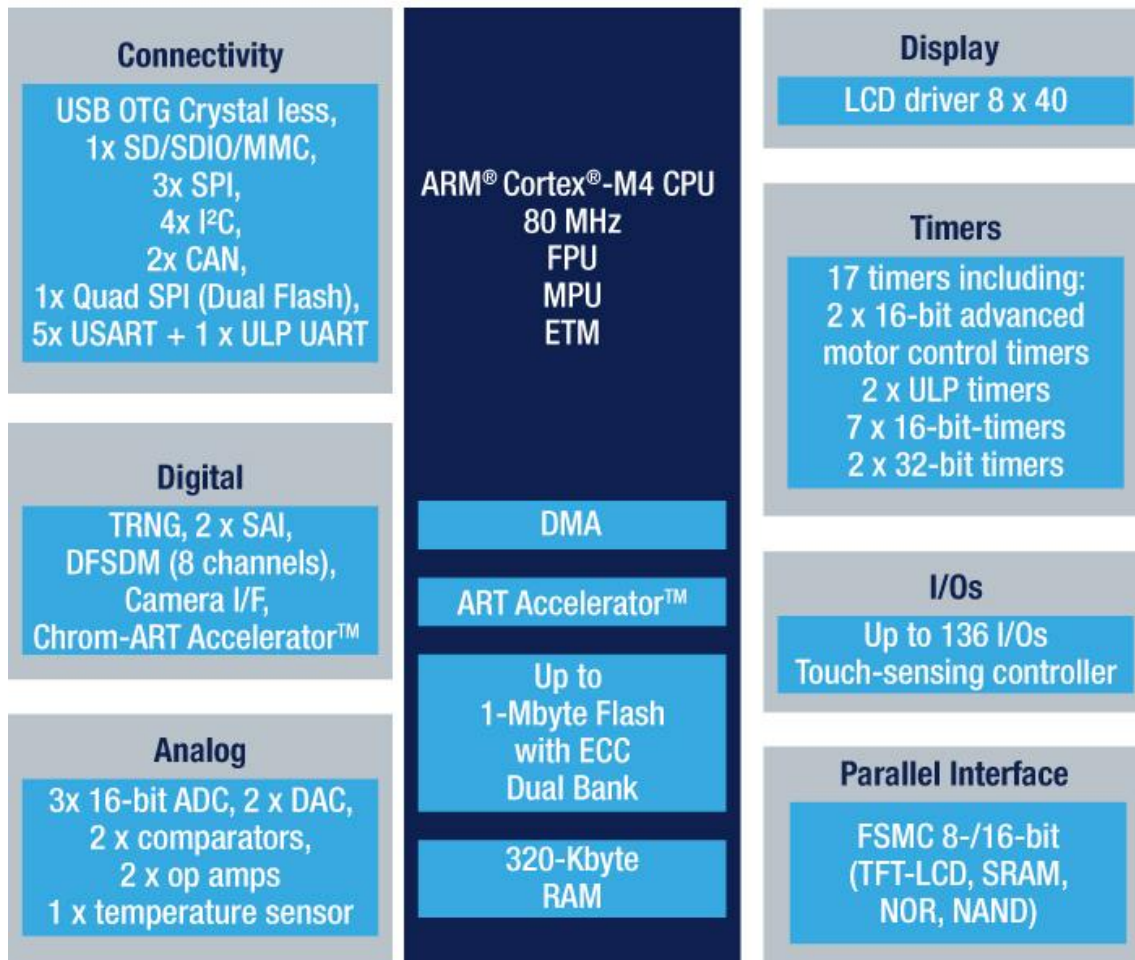 Connectivity
USB OTG Crystal less,
1x SD/SDIO/MMC,
3x SPI,
4x I²C,
2x CAN,
1x Quad SPI (Dual Flash),
5x USART + 1 x ULP UART
Digital
TRNG, 2 x SAI,
DFSDM (8 channels),
Camera I/F,
Chrom-ART Accelerator™
Analog
3x 16-bit ADC, 2 x DAC,
2 x comparators,
2 x op amps
1 x temperature sensor
ARM® Cortex®-M4 CPU
80 MHz
FPU
MPU
ETM
DMA
ART Accelerator™
Up to
1-Mbyte Flash
with ECC
Dual Bank
320-Kbyte
RAM
Display
LCD driver 8 x 40
Timers
17 timers including:
2 x 16-bit advanced
motor control timers
2 x ULP timers
7 x 16-bit-timers
2 x 32-bit timers
I/Os
Up to 136 I/Os
Touch-sensing controller
Parallel Interface
FSMC 8-/16-bit
(TFT-LCD, SRAM,
NOR, NAND)